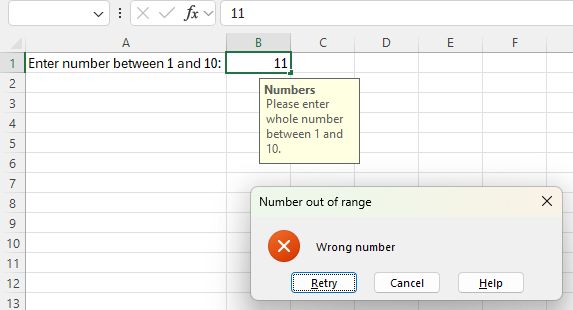 fx 11
A B C D E F
1 Enter number between 1 and 10: 11
2
Numbers
3
Please enter
4
whole number
5
between 1 and
10.
6
7
8
9
10
11
12
13
Number out of range
Wrong number
Retry Cancel Help